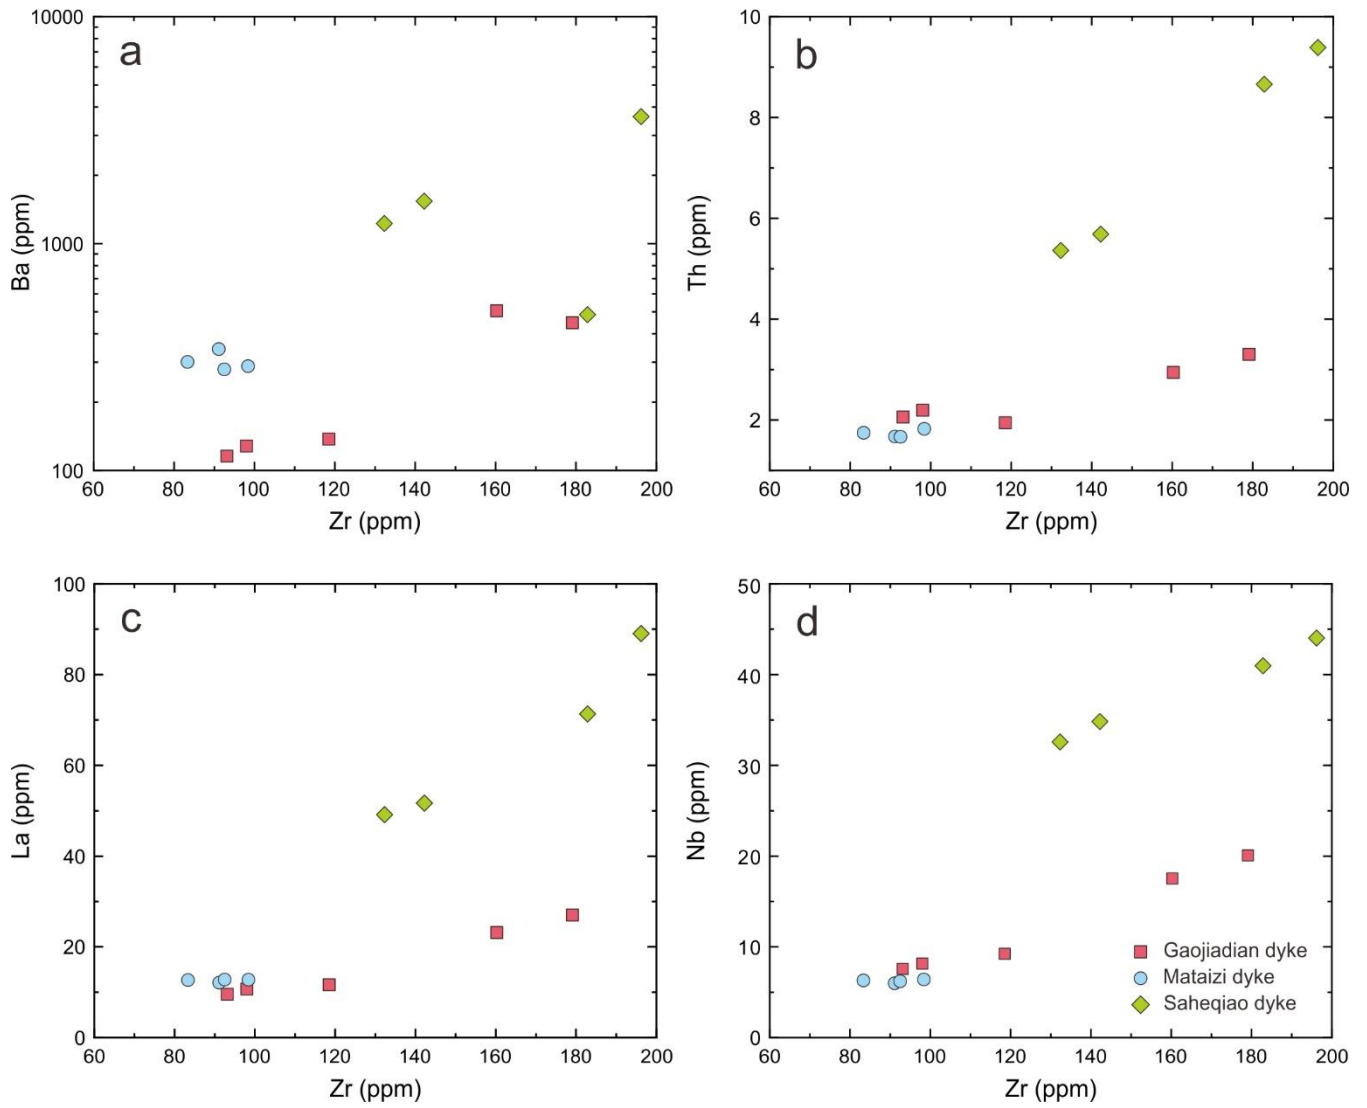 a
10000
1000
100
Ba (ppm)
60 80 100 120 140 160 180 200
Zr (ppm)
b
10
8
6
4
2
Th (ppm)
60 80 100 120 140 160 180 200
Zr (ppm)
c
100
80
60
40
20
0
La (ppm)
60 80 100 120 140 160 180 200
Zr (ppm)
d
50
40
30
20
10
0
Nb (ppm)
Gaojiadian dyke
Mataizi dyke
Saheqiao dyke
60 80 100 120 140 160 180 200
Zr (ppm)